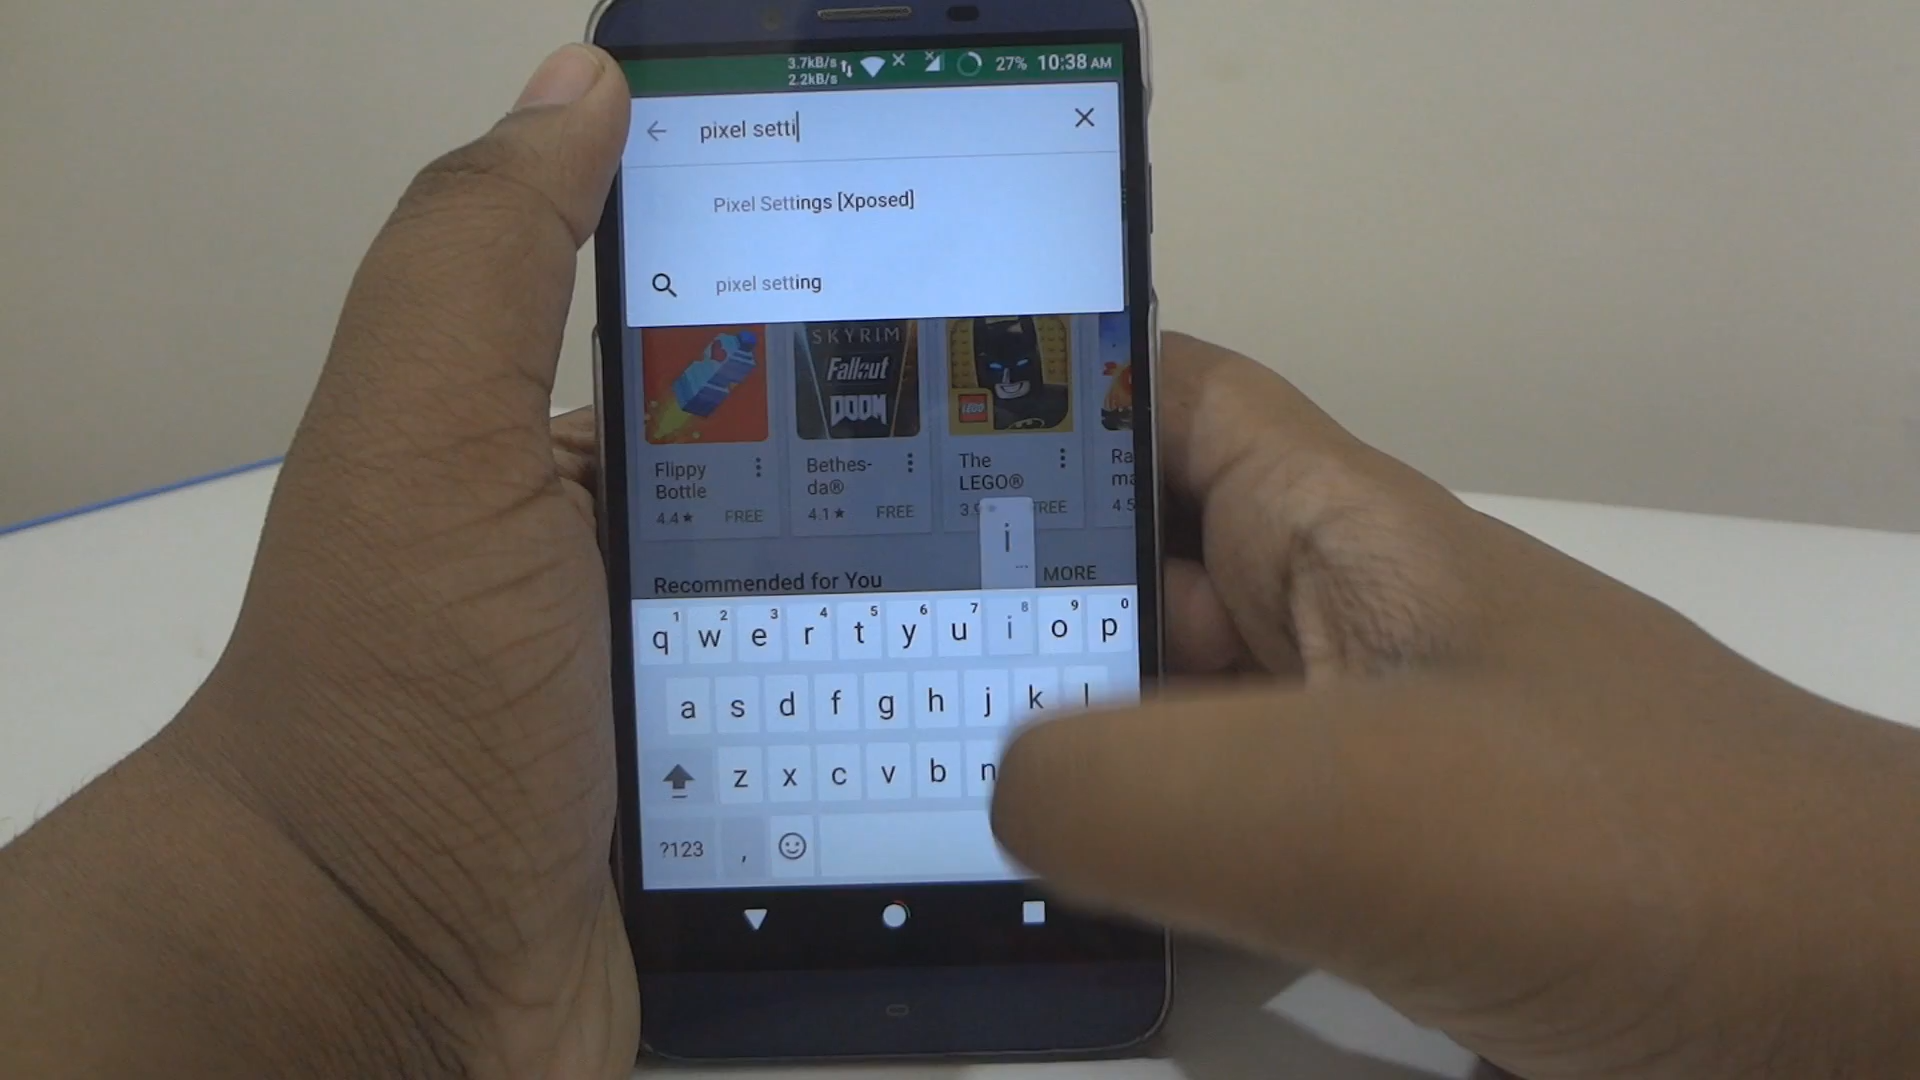 3.7kB/s
2.2kB/s
27% 10:38 AM
pixel setti
Pixel Settings [Xposed]
pixel setting
SKYRIM
Fallout
DOOM
LEGO
Flippy
Bottle
4.4★ FREE
Bethes-
da®
4.1★ FREE
The
LEGO®
FREE
Ra
ma
4.5
i
...
Recommended for You MORE
1 2 3 4 5 6 7 8 9 0
q w e r t y u i o p
a s d f g h j k l
z x c v b n
?123 ,